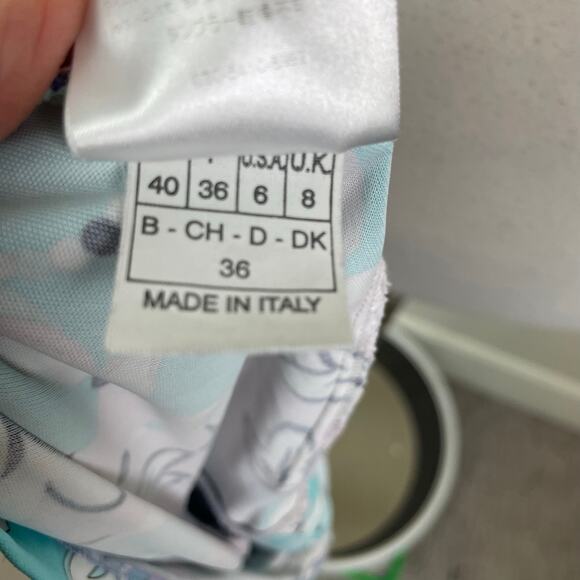 U.S.A. U.K.
40 36 6 8
B - CH - D - DK
36
MADE IN ITALY